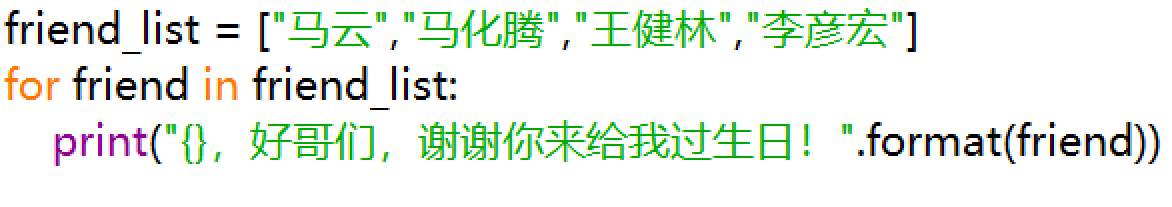 friend_list = ["马云","马化腾","王健林","李彦宏"]
for friend in friend_list:
    print("{}，好哥们，谢谢你来给我过生日！".format(friend))